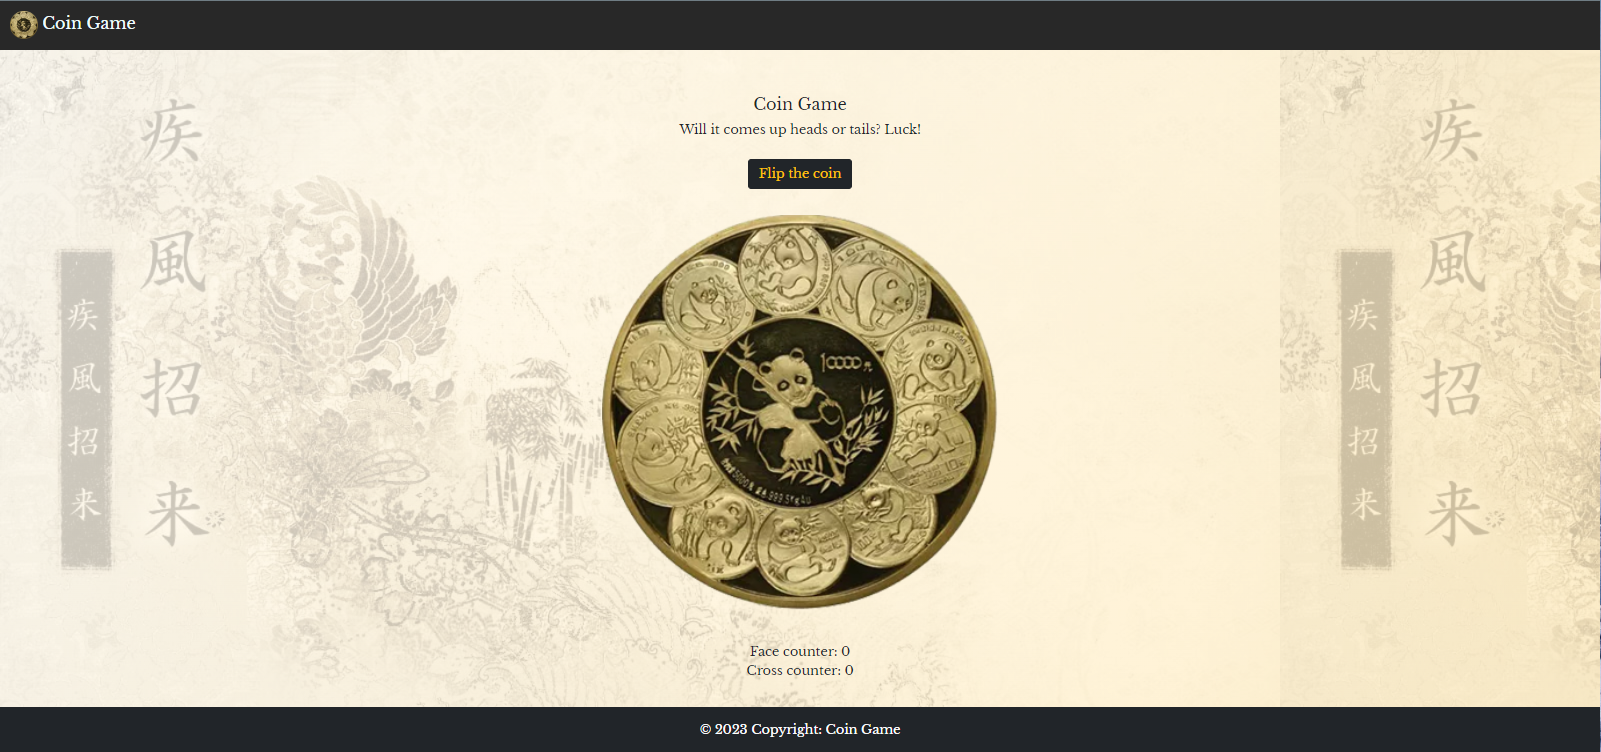 Coin Game
Coin Game
Will it comes up heads or tails? Luck!
Flip the coin
疾風招来
疾風招来
10000元
疾風招来
疾風招来
Face counter: 0
Cross counter: 0
© 2023 Copyright: Coin Game